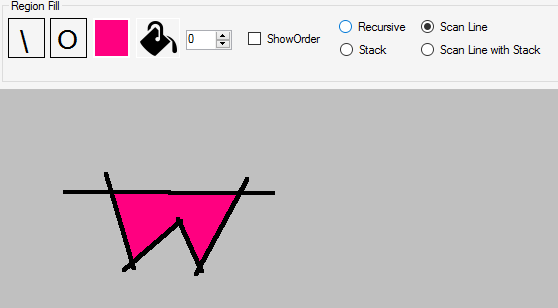 Region Fill
\ O 0 ShowOrder Recursive Scan Line
Stack Scan Line with Stack